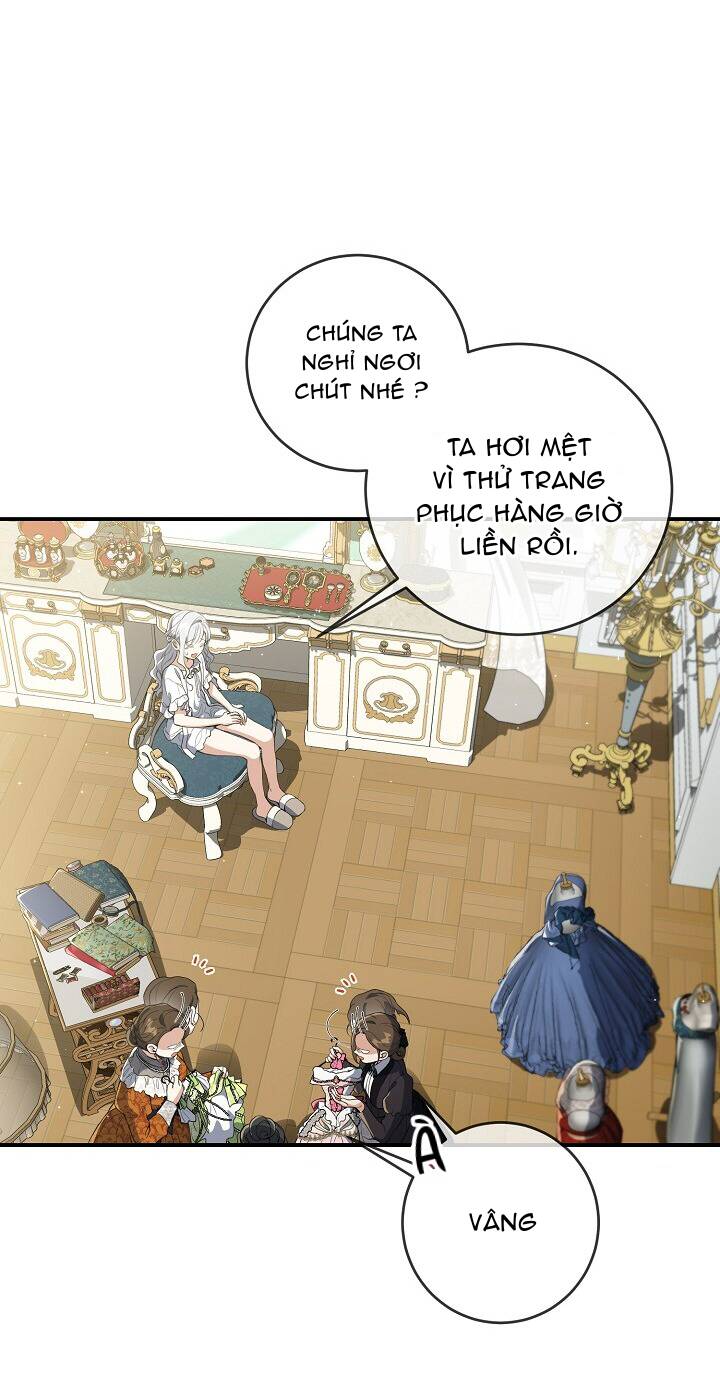 CHÚNG TA
NGHỈ NGƠI
CHÚT NHÉ ?
TA HƠI MỆT
VÌ THỬ TRANG
PHỤC HÀNG GIỜ
LIỀN RỒI.
À
VÂNG